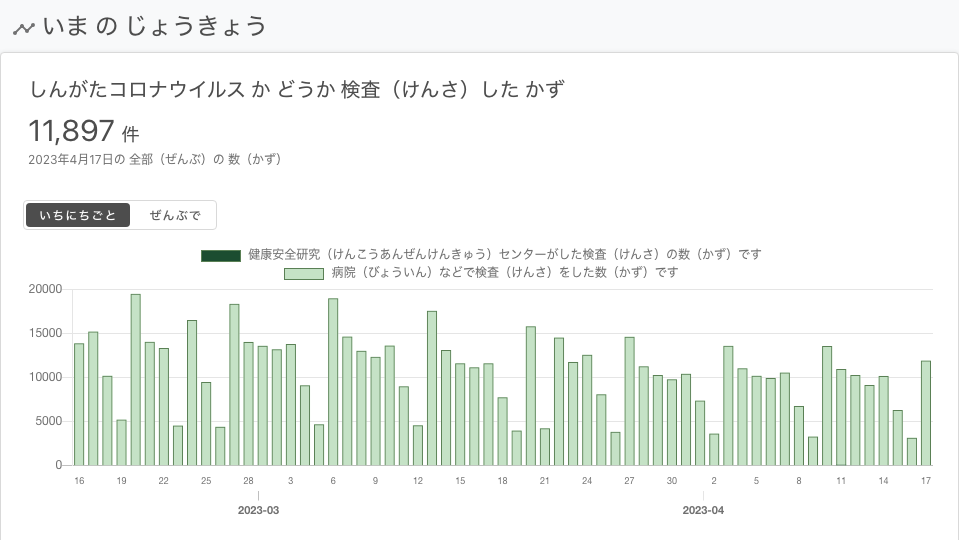 いま の じょうきょう
しんがたコロナウイルス か どうか 検査（けんさ）した かず
11,897 件
2023年4月17日の 全部（ぜんぶ）の 数（かず）
いちにちごと ぜんぶで
健康安全研究（けんこうあんぜんけんきゅう）センターがした検査（けんさ）の数（かず）です
病院（びょういん）などで検査（けんさ）をした数（かず）です
20000
15000
10000
5000
0
16 19 22 25 28 3 6 9 12 15 18 21 24 27 30 2 5 8 11 14 17
2023-03 2023-04